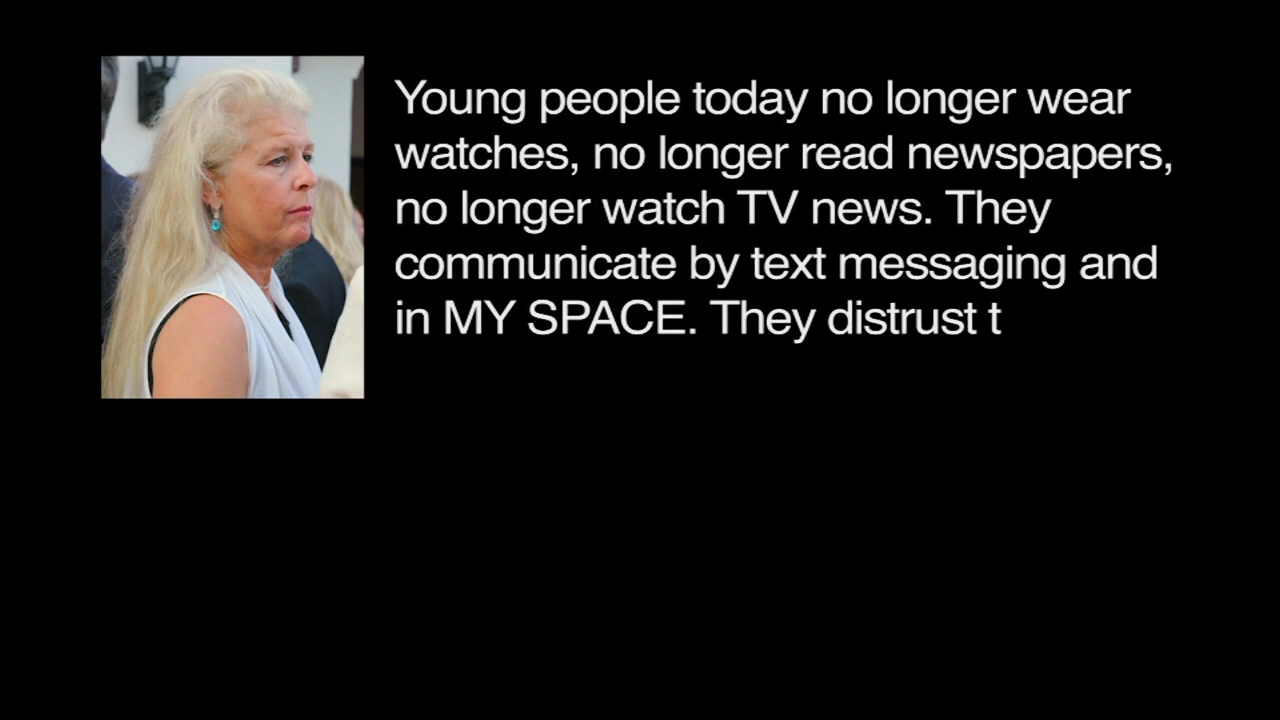 Young people today no longer wear
watches, no longer read newspapers,
no longer watch TV news. They
communicate by text messaging and
in MY SPACE. They distrust t